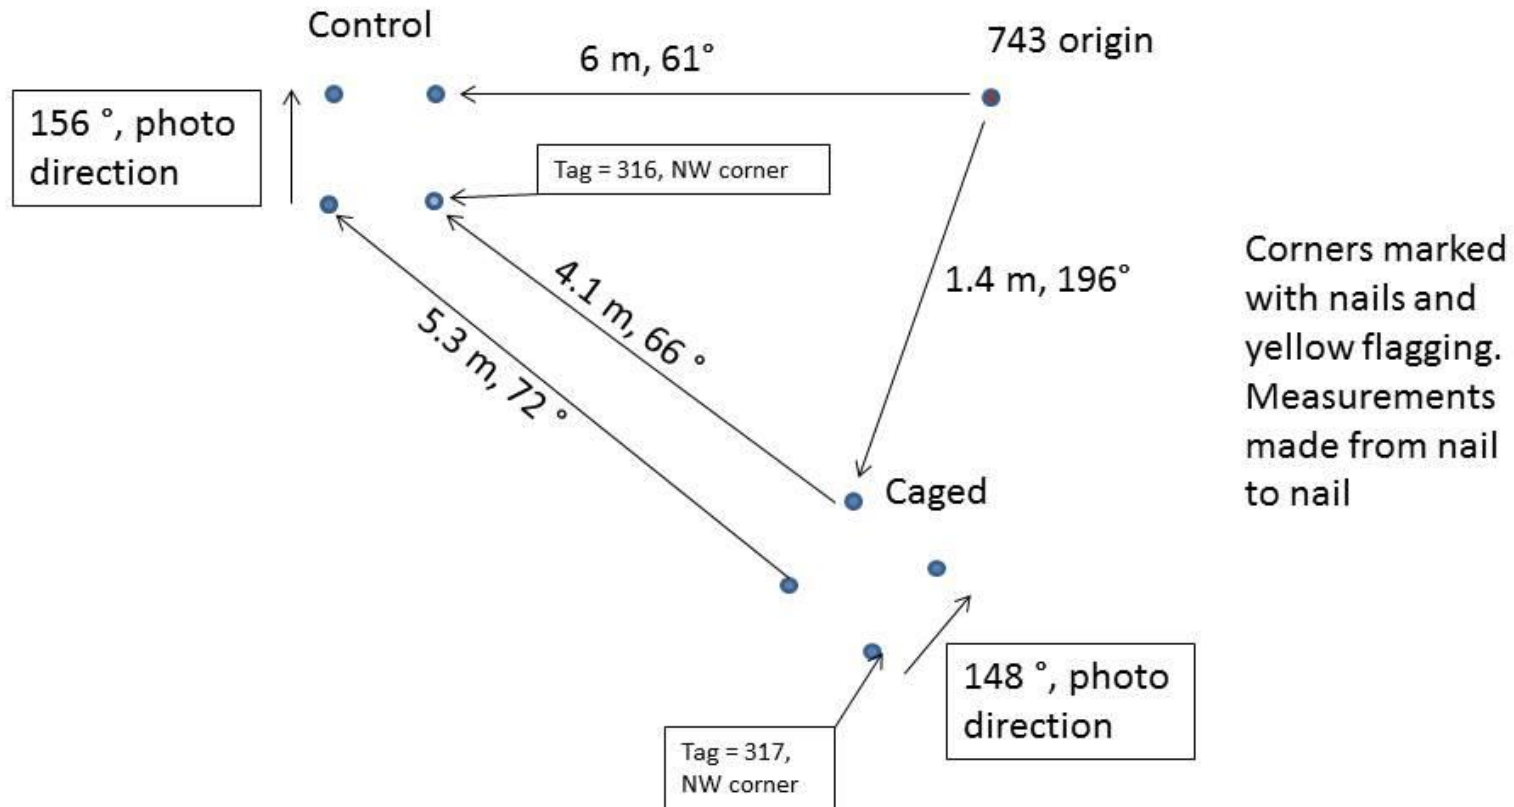 Control
743 origin
6 m, 61°
156 °, photo
direction
Tag = 316, NW corner
4.1 m, 66 °
5.3 m, 72 °
1.4 m, 196°
Corners marked
with nails and
yellow flagging.
Measurements
made from nail
to nail
Caged
148 °, photo
direction
Tag = 317,
NW corner